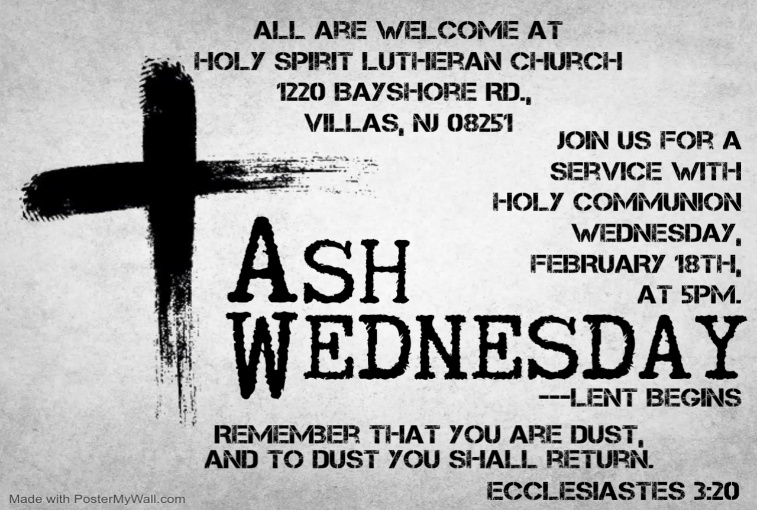 ALL ARE WELCOME AT
HOLY SPIRIT LUTHERAN CHURCH
1220 BAYSHORE RD.,
VILLAS, NJ 08251
JOIN US FOR A
SERVICE WITH
HOLY COMMUNION
WEDNESDAY,
FEBRUARY 18TH,
AT 5PM.
ASH
WEDNESDAY
---LENT BEGINS
REMEMBER THAT YOU ARE DUST,
AND TO DUST YOU SHALL RETURN.
ECCLESIASTES 3:20
Made with PosterMyWall.com